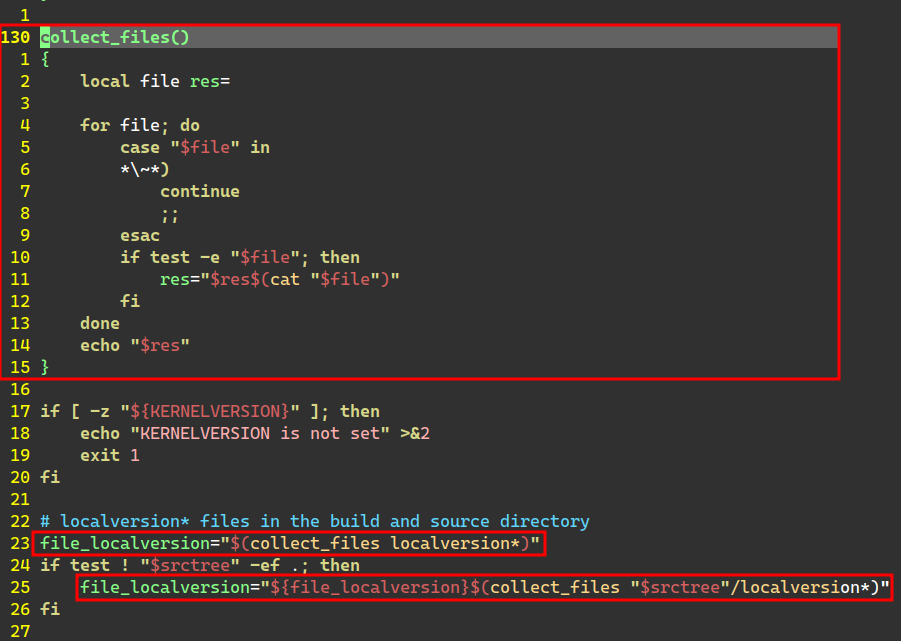 1
130 collect_files()
1 {
2     local file res=
3
4     for file; do
5         case "$file" in
6         *\~*)
7             continue
8             ;;
9         esac
10         if test -e "$file"; then
11             res="$res$(cat "$file")"
12         fi
13     done
14     echo "$res"
15 }
16
17 if [ -z "${KERNELVERSION}" ]; then
18     echo "KERNELVERSION is not set" >&2
19     exit 1
20 fi
21
22 # localversion* files in the build and source directory
23 file_localversion="$(collect_files localversion*)"
24 if test ! "$srctree" -ef .; then
25     file_localversion="${file_localversion}$(collect_files "$srctree"/localversion*)"
26 fi
27